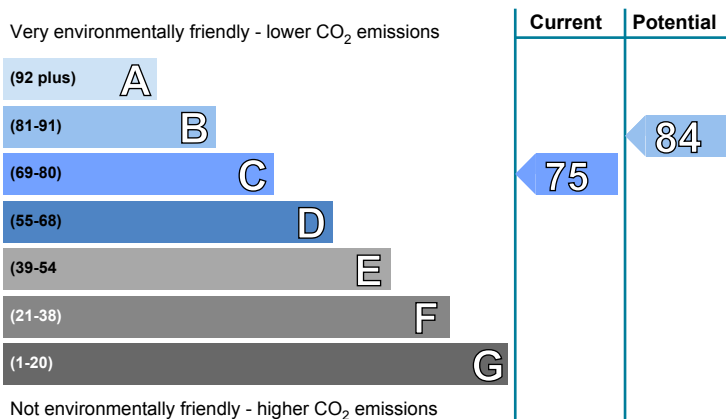 Current Potential
Very environmentally friendly - lower CO2 emissions
(92 plus) A
(81-91) B
84
(69-80) C
75
(55-68) D
(39-54 E
(21-38) F
(1-20) G
Not environmentally friendly - higher CO2 emissions